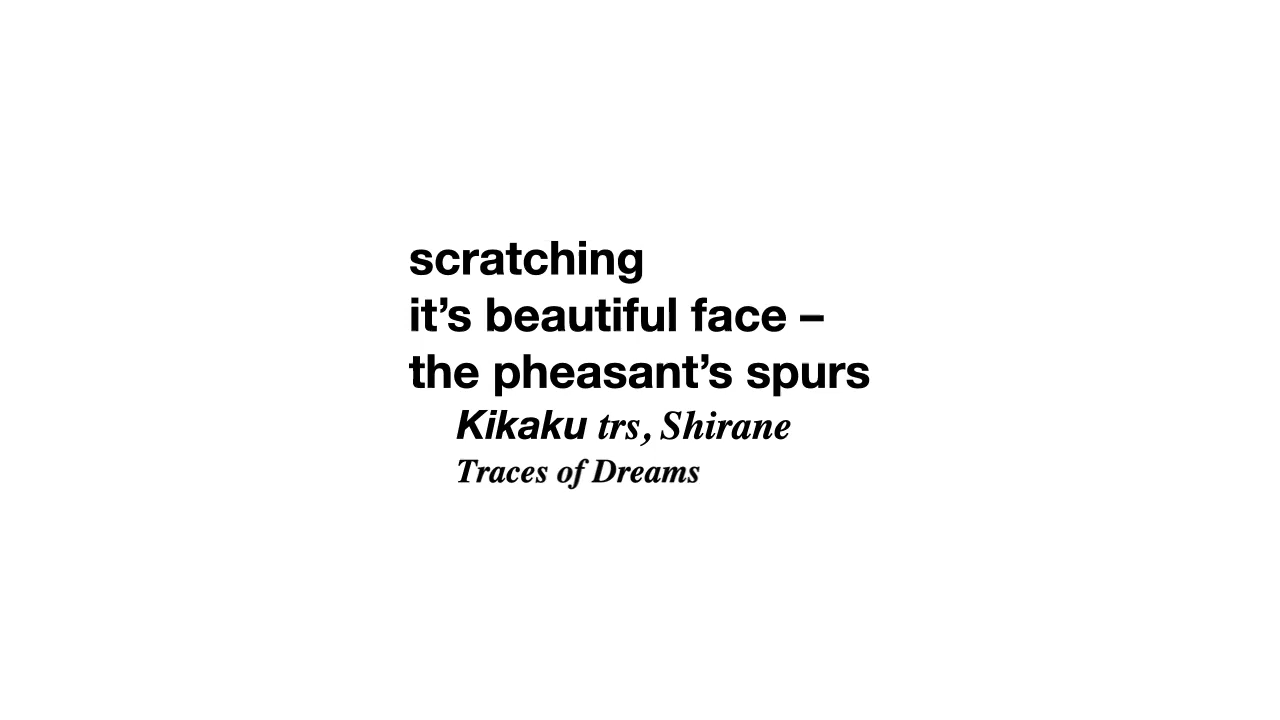 scratching
it’s beautiful face –
the pheasant’s spurs
Kikaku trs, Shirane
Traces of Dreams